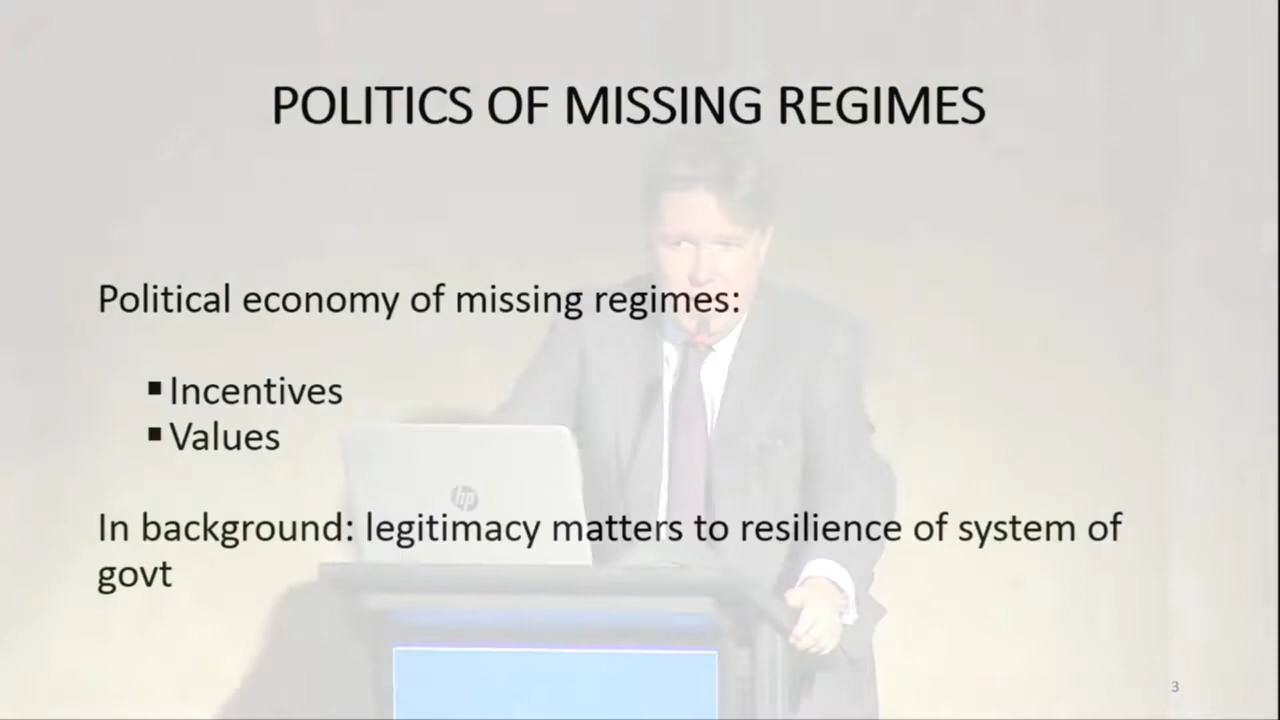 POLITICS OF MISSING REGIMES
Political economy of missing regimes:
▪ Incentives
▪ Values
In background: legitimacy matters to resilience of system of
govt
hp
3